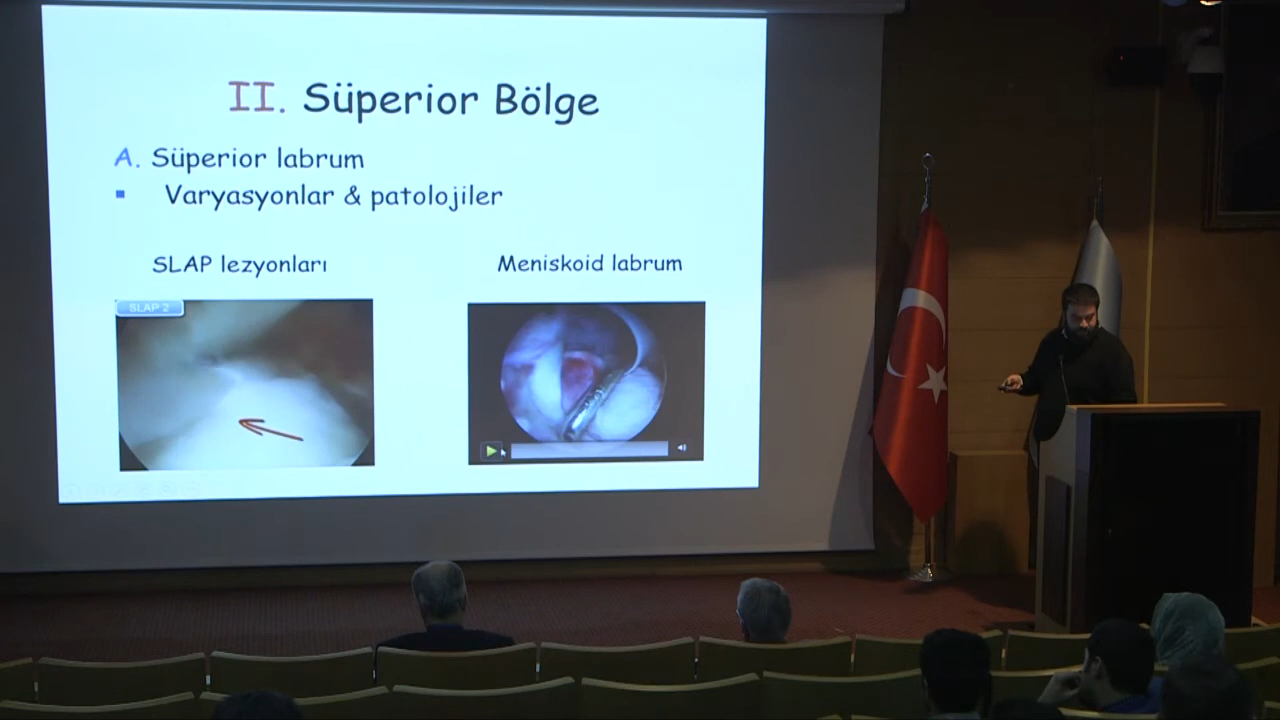 II. Süperior Bölge
A. Süperior labrum
Varyasyonlar & patolojiler
SLAP lezyonları
Meniskoid labrum
SLAP 2